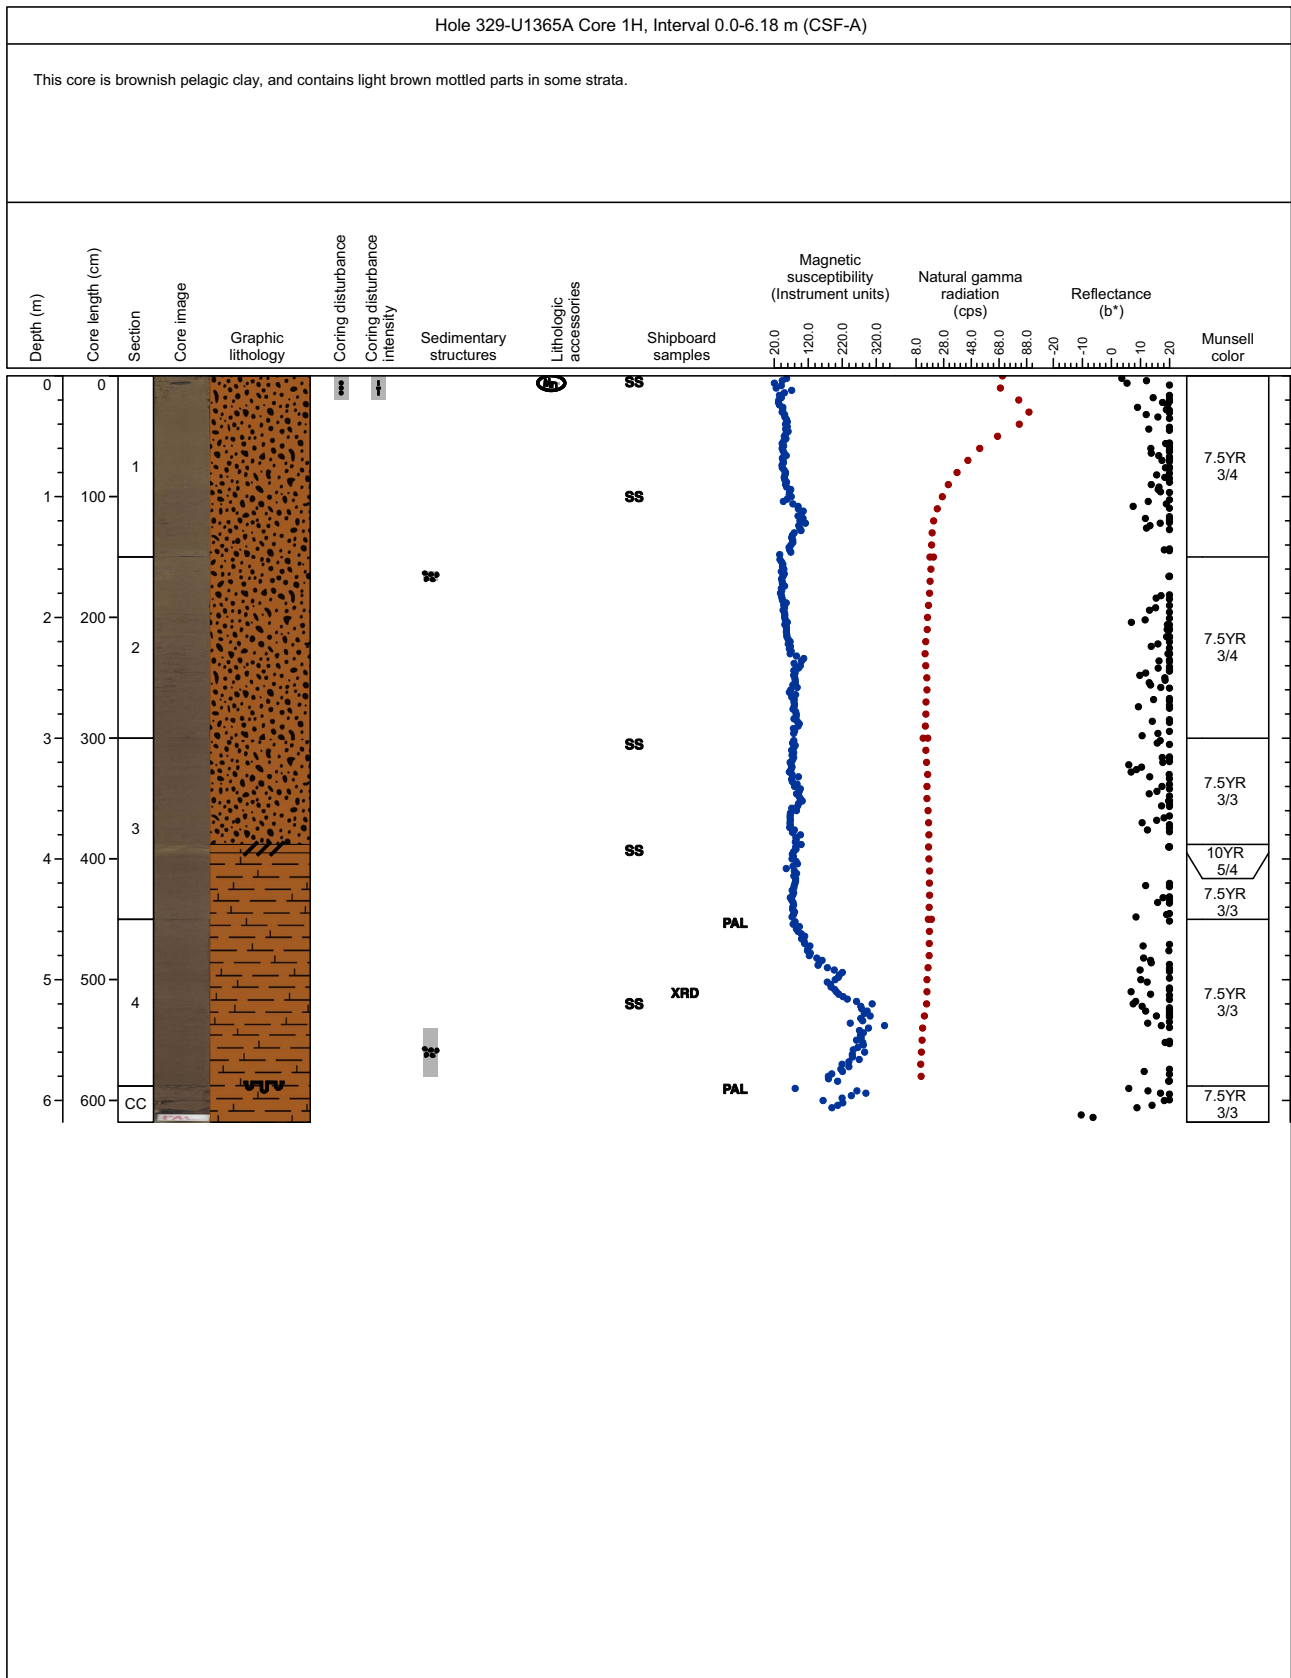 Hole 329-U1365A Core 1H, Interval 0.0-6.18 m (CSF-A)
This core is brownish pelagic clay, and contains light brown mottled parts in some strata.
Depth (m)
Core length (cm)
Section
Core image
Graphic
lithology
Coring disturbance
Coring disturbance
intensity
Sedimentary
structures
Lithologic
accessories
Shipboard
samples
Magnetic
susceptibility
(Instrument units)
20.0 120.0 220.0 320.0
Natural gamma
radiation
(cps)
8.0 28.0 48.0 68.0 88.0
Reflectance
(b*)
-20 -10 0 10 20
Munsell
color
0 0 Mn SS
1 7.5YR
3/4
1 100 SS
2 200
2 7.5YR
3/4
3 300 SS
3 7.5YR
3/3
4 400 SS
10YR
5/4
7.5YR
3/3
PAL
5 500 XRD
4 SS 7.5YR
3/3
PAL
6 600 CC 7.5YR
3/3
PAL